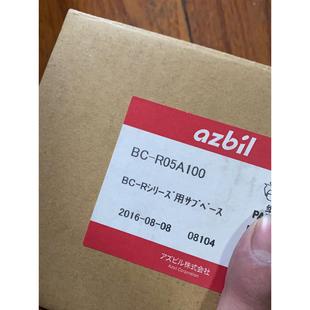 azbil
BC-R05A100
BC-Rシリーズ用サブベース
2016-08-08 08104
アズビル株式会社
Azbil Corporation
PA